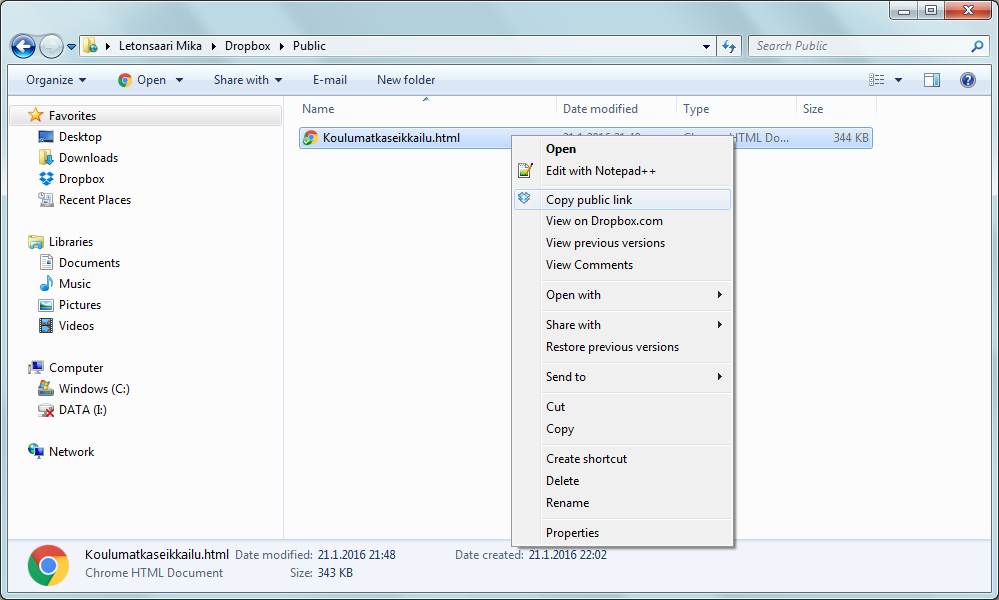 Letonsaari Mika Dropbox Public
Search Public
Organize Open Share with E-mail New folder
Name Date modified Type Size
Koulumatkaseikkailu.html HTML Do... 344 KB
Favorites
Desktop
Downloads
Dropbox
Recent Places
Libraries
Documents
Music
Pictures
Videos
Computer
Windows (C:)
DATA (I:)
Network
Open
Edit with Notepad++
Copy public link
View on Dropbox.com
View previous versions
View Comments
Open with
Share with
Restore previous versions
Send to
Cut
Copy
Create shortcut
Delete
Rename
Properties
Koulumatkaseikkailu.html Date modified: 21.1.2016 21:48 Date created: 21.1.2016 22:02
Chrome HTML Document Size: 343 KB